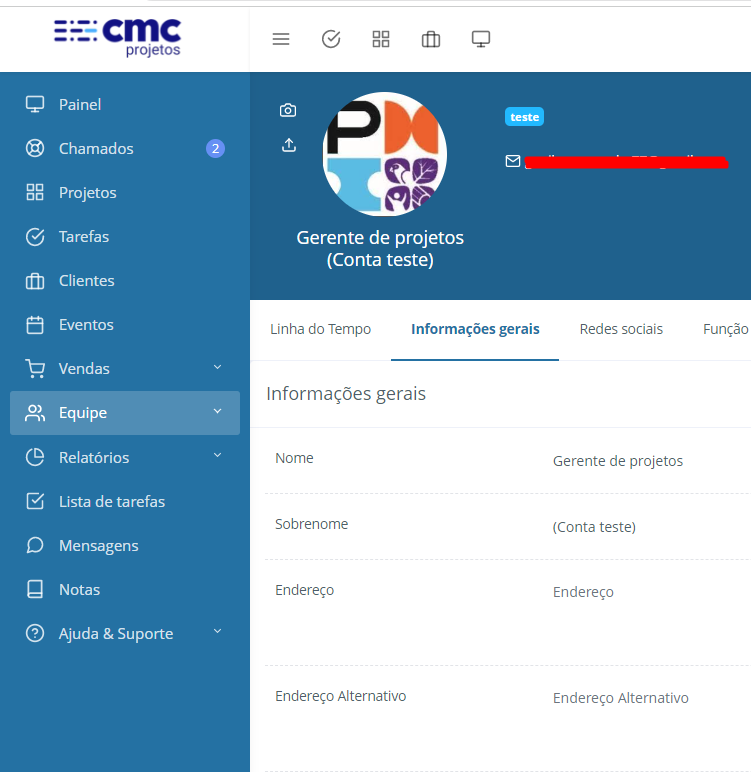 cmc
projetos
Painel
Chamados 2
Projetos
Tarefas
Clientes
Eventos
Vendas
Equipe
Relatórios
Lista de tarefas
Mensagens
Notas
Ajuda & Suporte
PM
Gerente de projetos
(Conta teste)
teste
Linha do Tempo Informações gerais Redes sociais Função
Informações gerais
Nome Gerente de projetos
Sobrenome (Conta teste)
Endereço Endereço
Endereço Alternativo Endereço Alternativo